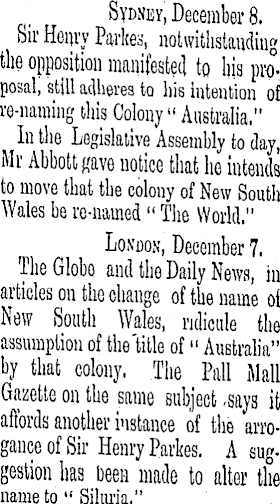 SYDNEY, December 8.
Sir Henry Parkes, notwithstanding
the opposition manifested to his pro-
posal, still adheres to his intention of
re-naming this Colony "Australia."
In the Legislative Assembly to day,
Mr Abbott gave notice that he intends
to move that the colony of New South
Wales be re-named "The World."
LONDON, December 7.
The Globe and the Daily News, in
articles on the change of the name of
New South Wales, ridicule the
assumption of the title of "Australia"
by that colony. The Pall Mall
Gazette on the same subject says it
affords another instance of the arro-
gance of Sir Henry Parkes. A sug-
gestion has been made to alter the
name to "Siluria."